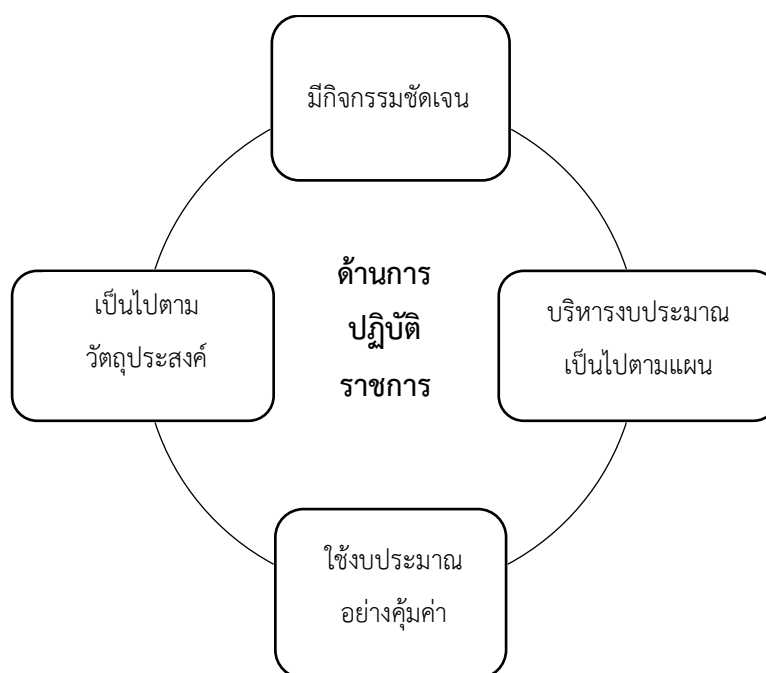 มีกิจกรรมชัดเจน
ด้านการ
ปฏิบัติ
ราชการ
เป็นไปตาม
วัตถุประสงค์
บริหารงบประมาณ
เป็นไปตามแผน
ใช้งบประมาณ
อย่างคุ้มค่า